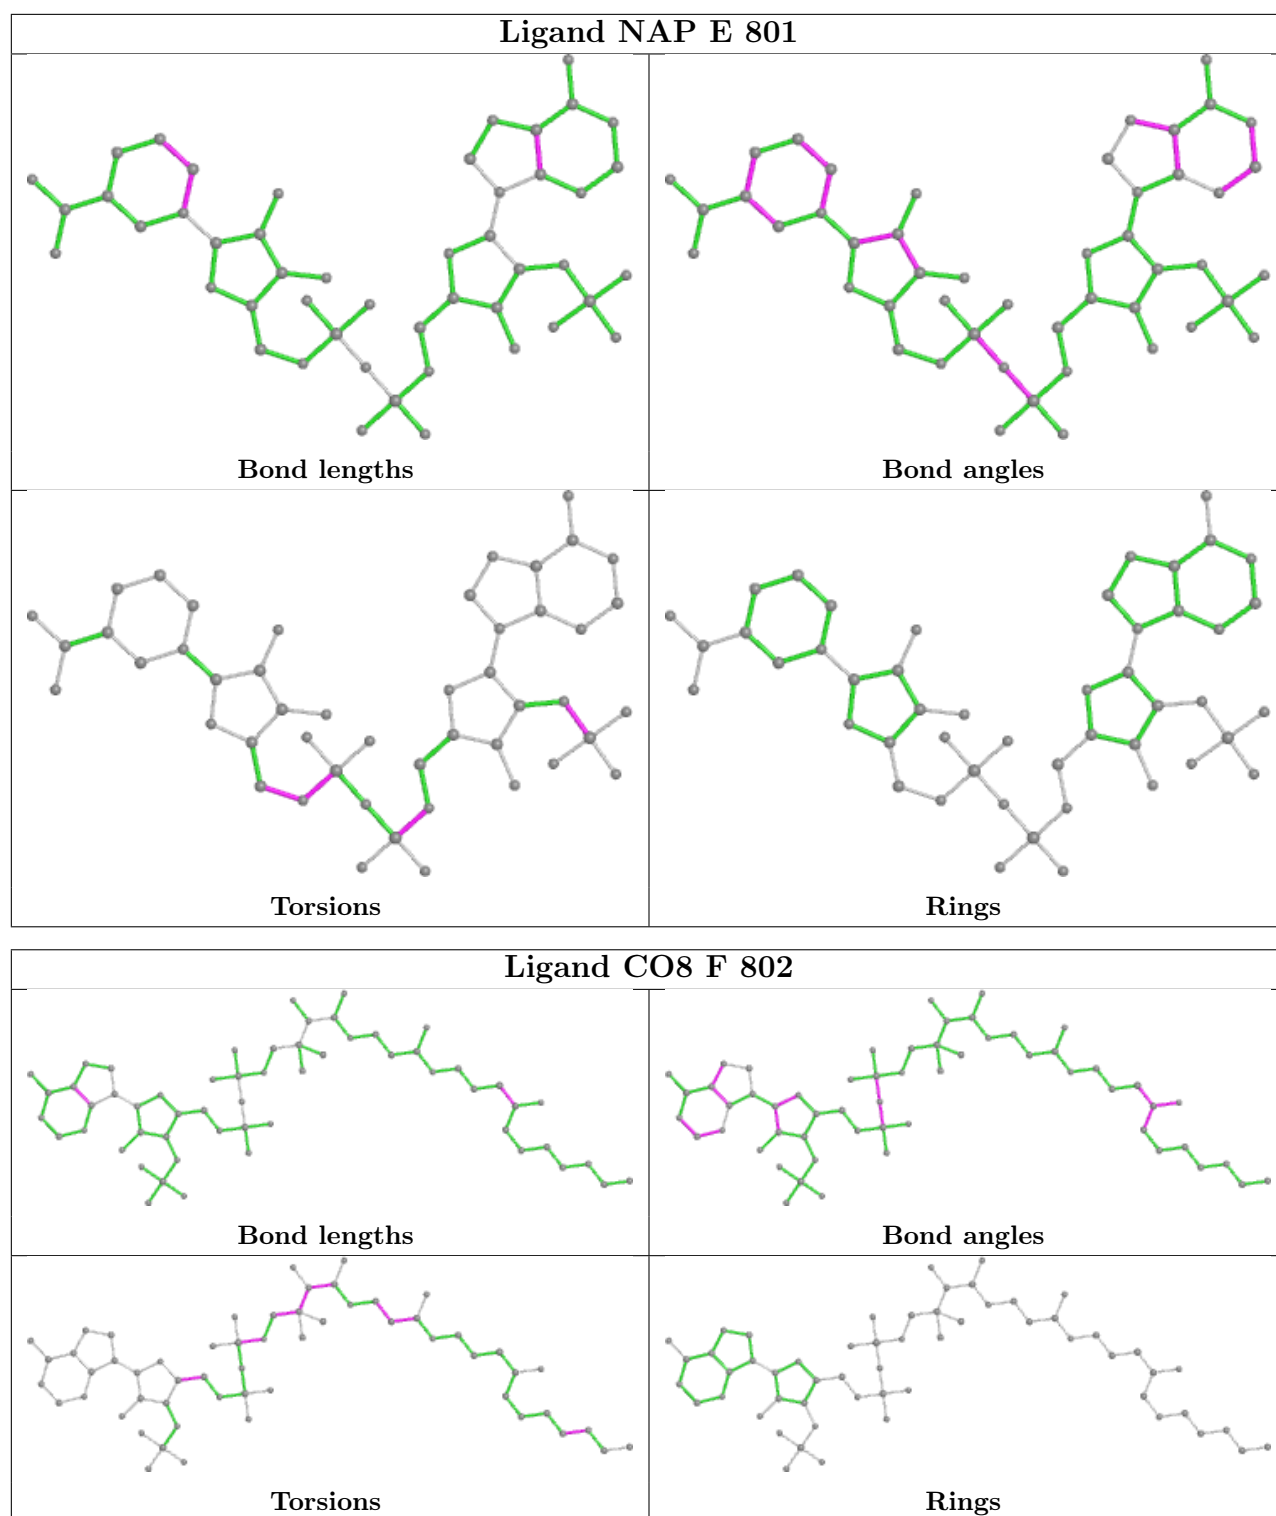 Ligand NAP E 801
Bond lengths
Bond angles
Torsions
Rings
Ligand CO8 F 802
Bond lengths
Bond angles
Torsions
Rings